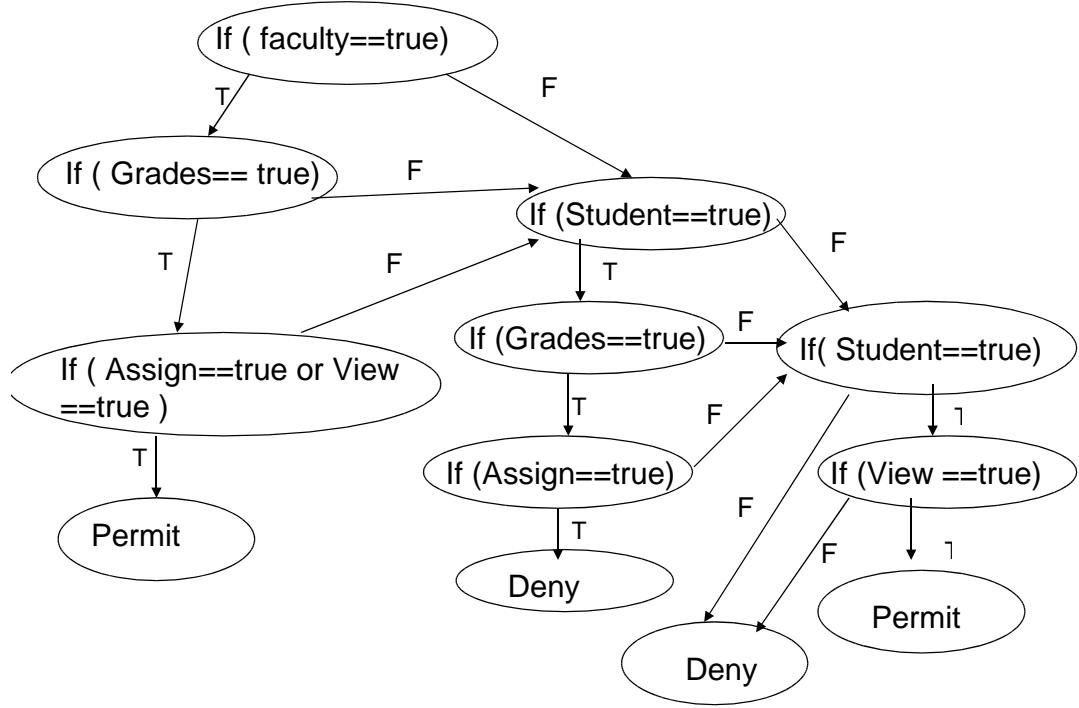 If ( faculty==true)
T
F
If ( Grades== true)
F
If (Student==true)
T
F
F
T
If (Grades==true)
F
If( Student==true)
If ( Assign==true or View
==true )
T
F
If (Assign==true)
If (View ==true)
T
Permit
F
T
F
Deny
Permit
Deny